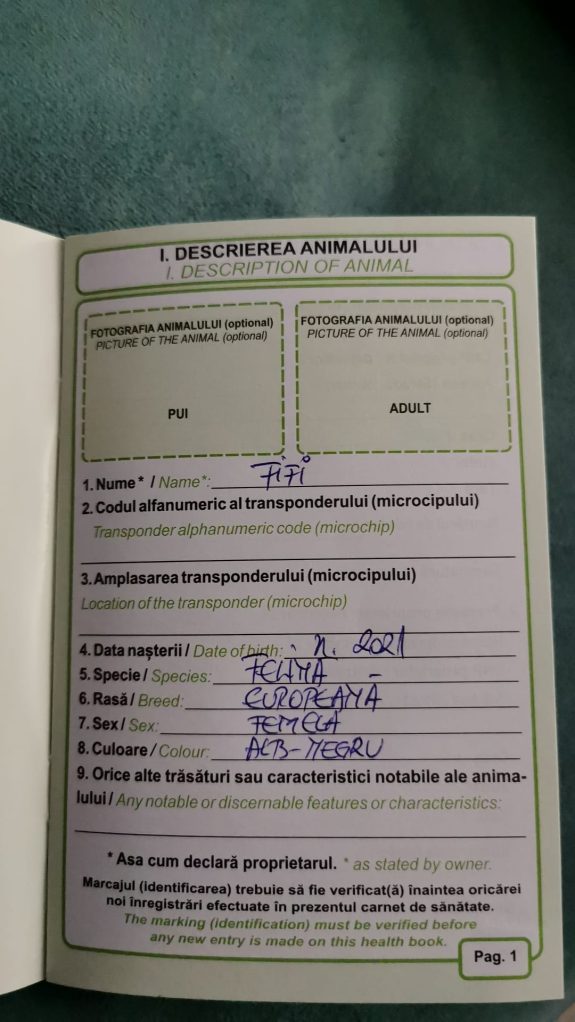 I. DESCRIEREA ANIMALULUI
I. DESCRIPTION OF ANIMAL
FOTOGRAFIA ANIMALULUI (optional)
PICTURE OF THE ANIMAL (optional)
PUI
FOTOGRAFIA ANIMALULUI (optional)
PICTURE OF THE ANIMAL (optional)
ADULT
1. Nume* / Name*: FiFi
2. Codul alfanumeric al transponderului (microcipului)
Transponder alphanumeric code (microchip)
3. Amplasarea transponderului (microcipului)
Location of the transponder (microchip)
4. Data nașterii / Date of birth: n. 2021
5. Specie / Species: FELINĂ
6. Rasă / Breed: EUROPEANĂ
7. Sex / Sex: FEMELĂ
8. Culoare / Colour: ALB-NEGRU
9. Orice alte trăsături sau caracteristici notabile ale anima-
lului / Any notable or discernable features or characteristics:
* Asa cum declară proprietarul. * as stated by owner.
Marcajul (identificarea) trebuie să fie verificat(ă) înaintea oricărei
noi înregistrări efectuate în prezentul carnet de sănătate.
The marking (identification) must be verified before
any new entry is made on this health book.
Pag. 1